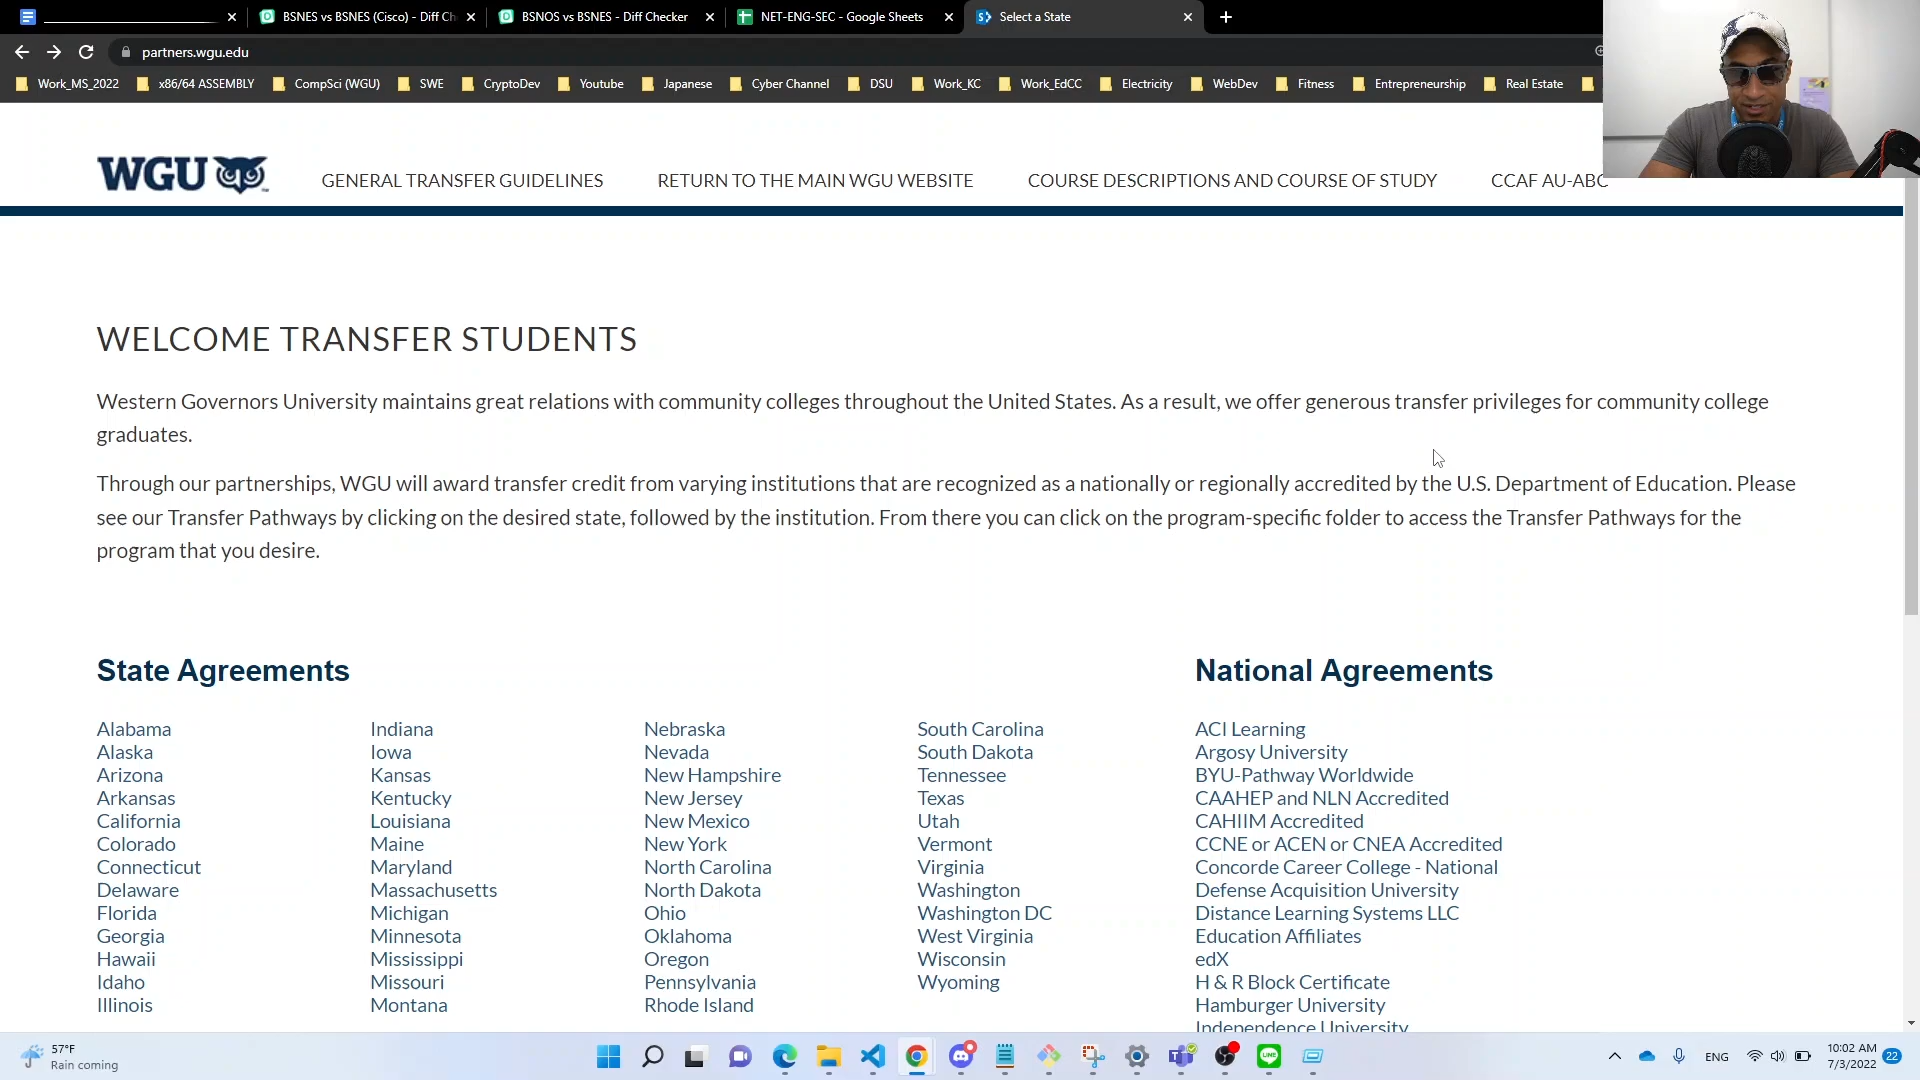 BSNES vs BSNES (Cisco) - Diff Ch
BSNOS vs BSNES - Diff Checker
NET-ENG-SEC - Google Sheets
Select a State
partners.wgu.edu
Work_MS_2022
x86/64 ASSEMBLY
CompSci (WGU)
SWE
CryptoDev
Youtube
Japanese
Cyber Channel
DSU
Work_KC
Work_EdCC
Electricity
WebDev
Fitness
Entrepreneurship
Real Estate
WGU
GENERAL TRANSFER GUIDELINES
RETURN TO THE MAIN WGU WEBSITE
COURSE DESCRIPTIONS AND COURSE OF STUDY
CCAF AU-ABC
WELCOME TRANSFER STUDENTS
Western Governors University maintains great relations with community colleges throughout the United States. As a result, we offer generous transfer privileges for community college
graduates.
Through our partnerships, WGU will award transfer credit from varying institutions that are recognized as a nationally or regionally accredited by the U.S. Department of Education. Please
see our Transfer Pathways by clicking on the desired state, followed by the institution. From there you can click on the program-specific folder to access the Transfer Pathways for the
program that you desire.
State Agreements
Alabama
Alaska
Arizona
Arkansas
California
Colorado
Connecticut
Delaware
Florida
Georgia
Hawaii
Idaho
Illinois
Indiana
Iowa
Kansas
Kentucky
Louisiana
Maine
Maryland
Massachusetts
Michigan
Minnesota
Mississippi
Missouri
Montana
Nebraska
Nevada
New Hampshire
New Jersey
New Mexico
New York
North Carolina
North Dakota
Ohio
Oklahoma
Oregon
Pennsylvania
Rhode Island
South Carolina
South Dakota
Tennessee
Texas
Utah
Vermont
Virginia
Washington
Washington DC
West Virginia
Wisconsin
Wyoming
National Agreements
ACI Learning
Argosy University
BYU-Pathway Worldwide
CAAHEP and NLN Accredited
CAHIIM Accredited
CCNE or ACEN or CNEA Accredited
Concorde Career College - National
Defense Acquisition University
Distance Learning Systems LLC
Education Affiliates
edX
H & R Block Certificate
Hamburger University
Independence University
57°F
Rain coming
LINE
ENG
10:02 AM
7/3/2022
22